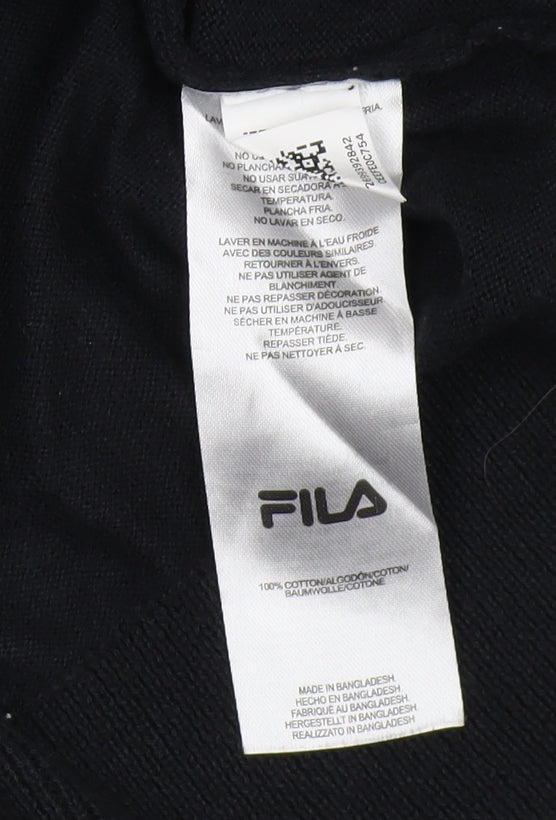 NO PLANCHA
NO USAR SUA
SECAR EN SECADORA A
TEMPERATURA.
PLANCHA FRIA.
NO LAVAR EN SECO.
LAVER EN MACHINE À L'EAU FROIDE
AVEC DES COULEURS SIMILAIRES.
RETOURNER À L'ENVERS.
NE PAS UTILISER AGENT DE
BLANCHIMENT
NE PAS REPASSER DÉCORATION.
NE PAS UTILISER D'ADOUCISSEUR
SÉCHER EN MACHINE À BASSE
TEMPÉRATURE.
REPASSER TIÈDE.
NE PAS NETTOYER À SEC.
FILA
100% COTTON/ALGODÓN/COTON/
BAUMWOLLE/COTONE
MADE IN BANGLADESH.
HECHO EN BANGLADESH.
FABRIQUÉ AU BANGLADESH.
HERGESTELLT IN BANGLADESH.
REALIZZATO IN BANGLADESH.